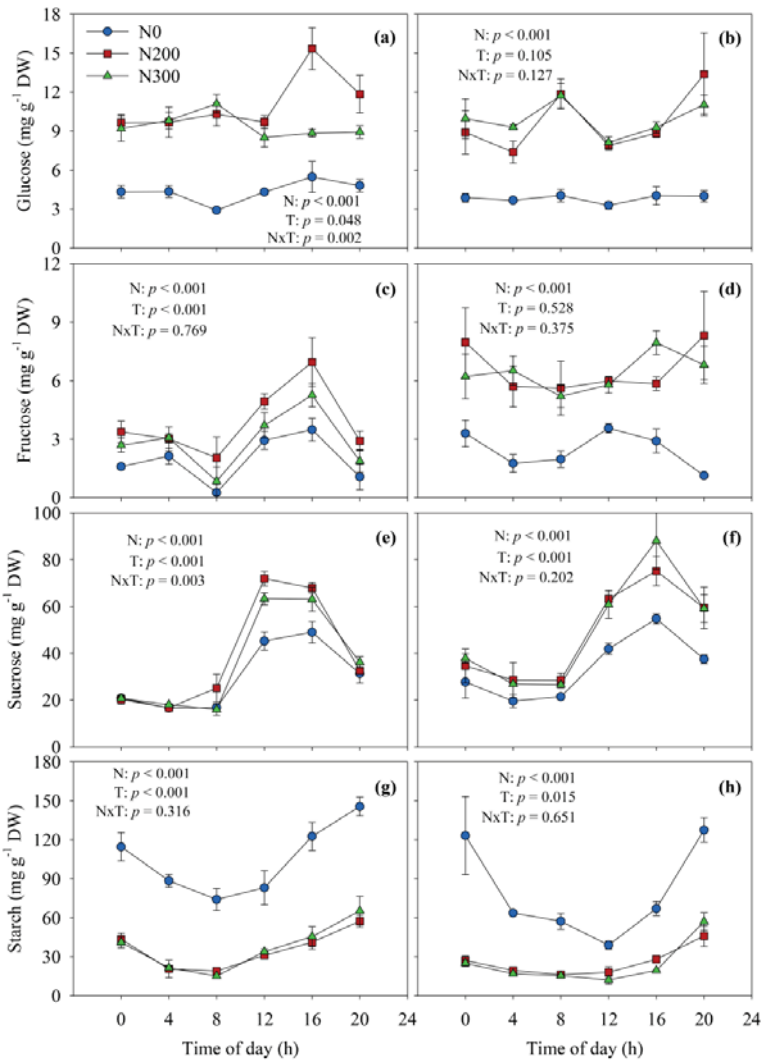 N0
N200
N300
(a)
N: p < 0.001
T: p = 0.048
NxT: p = 0.002
Glucose (mg g-1 DW)
18
15
12
9
6
3
0
(b)
N: p < 0.001
T: p = 0.105
NxT: p = 0.127
(c)
N: p < 0.001
T: p < 0.001
NxT: p = 0.769
Fructose (mg g-1 DW)
12
9
6
3
0
(d)
N: p < 0.001
T: p = 0.528
NxT: p = 0.375
(e)
N: p < 0.001
T: p < 0.001
NxT: p = 0.003
Sucrose (mg g-1 DW)
100
80
60
40
20
0
(f)
N: p < 0.001
T: p < 0.001
NxT: p = 0.202
(g)
N: p < 0.001
T: p < 0.001
NxT: p = 0.316
Starch (mg g-1 DW)
180
150
120
90
60
30
0
(h)
N: p < 0.001
T: p = 0.015
NxT: p = 0.651
0 4 8 12 16 20 24
0 4 8 12 16 20 24
Time of day (h)
Time of day (h)